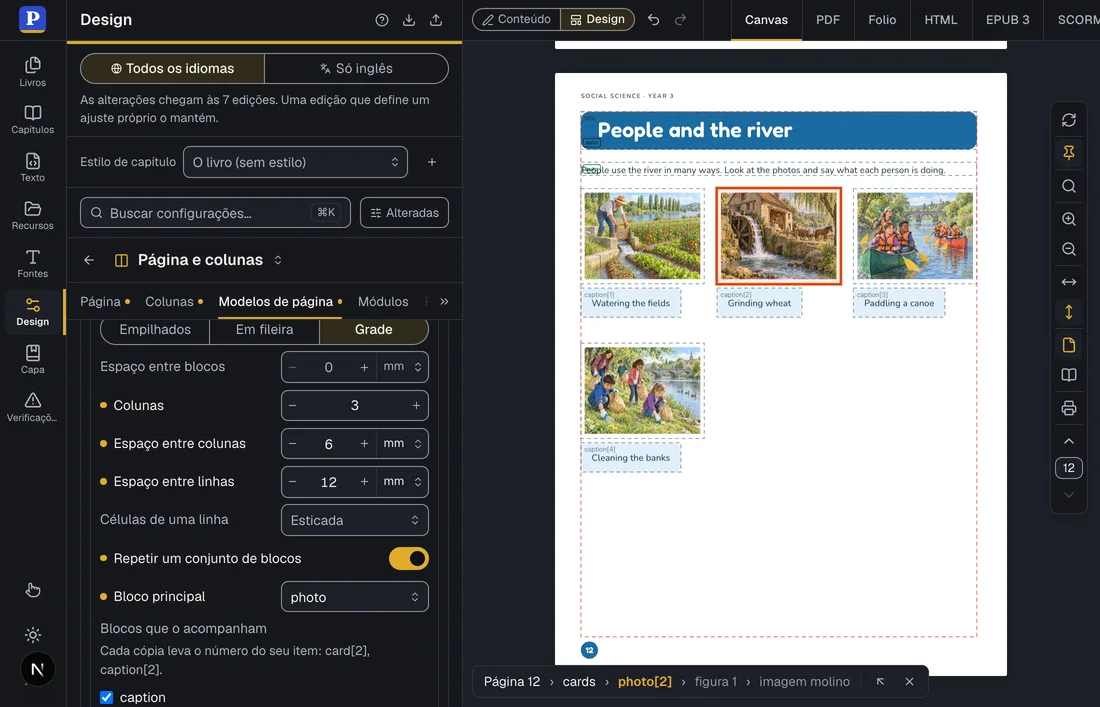 P
Design
Conteúdo
Design
Canvas
PDF
Folio
HTML
EPUB 3
SCORM
Livros
Capítulos
Texto
Recursos
Fontes
Design
Capa
Verificaçõ...
N
Todos os idiomas
Só inglês
As alterações chegam às 7 edições. Uma edição que define um
ajuste próprio o mantém.
Estilo de capítulo
O livro (sem estilo)
Buscar configurações...
⌘K
Alteradas
Página e colunas
Página
Colunas
Modelos de página
Módulos
Empilhados
Em fileira
Grade
Espaço entre blocos
− 0 + mm
Colunas
− 3 +
Espaço entre colunas
− 6 + mm
Espaço entre linhas
− 12 + mm
Células de uma linha
Esticada
Repetir um conjunto de blocos
Bloco principal
photo
Blocos que o acompanham
Cada cópia leva o número do seu item: card[2],
caption[2].
caption
SOCIAL SCIENCE · YEAR 3
People and the river
People use the river in many ways. Look at the photos and say what each person is doing.
caption[1]
Watering the fields
caption[2]
Grinding wheat
caption[3]
Paddling a canoe
caption[4]
Cleaning the banks
12
12
Página 12 › cards › photo[2] › figura 1 › imagem molino